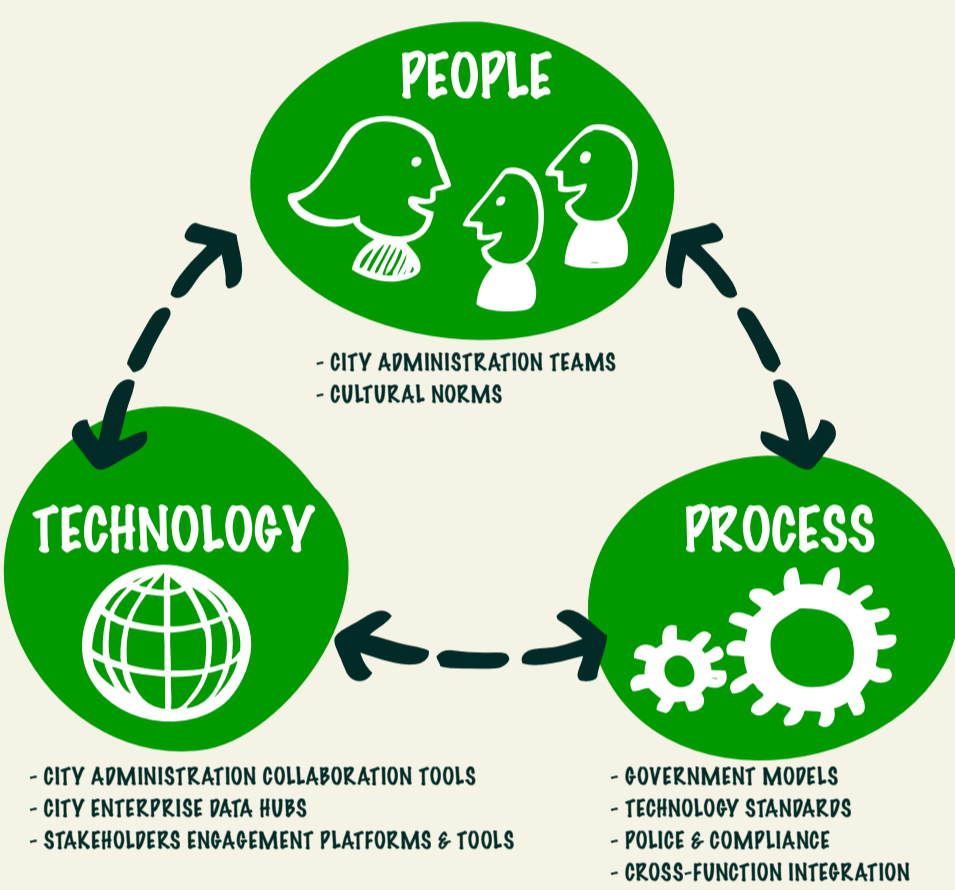 PEOPLE
- CITY ADMINISTRATION TEAMS
- CULTURAL NORMS
TECHNOLOGY
- CITY ADMINISTRATION COLLABORATION TOOLS
- CITY ENTERPRISE DATA HUBS
- STAKEHOLDERS ENGAGEMENT PLATFORMS & TOOLS
PROCESS
- GOVERNMENT MODELS
- TECHNOLOGY STANDARDS
- POLICE & COMPLIANCE
- CROSS-FUNCTION INTEGRATION